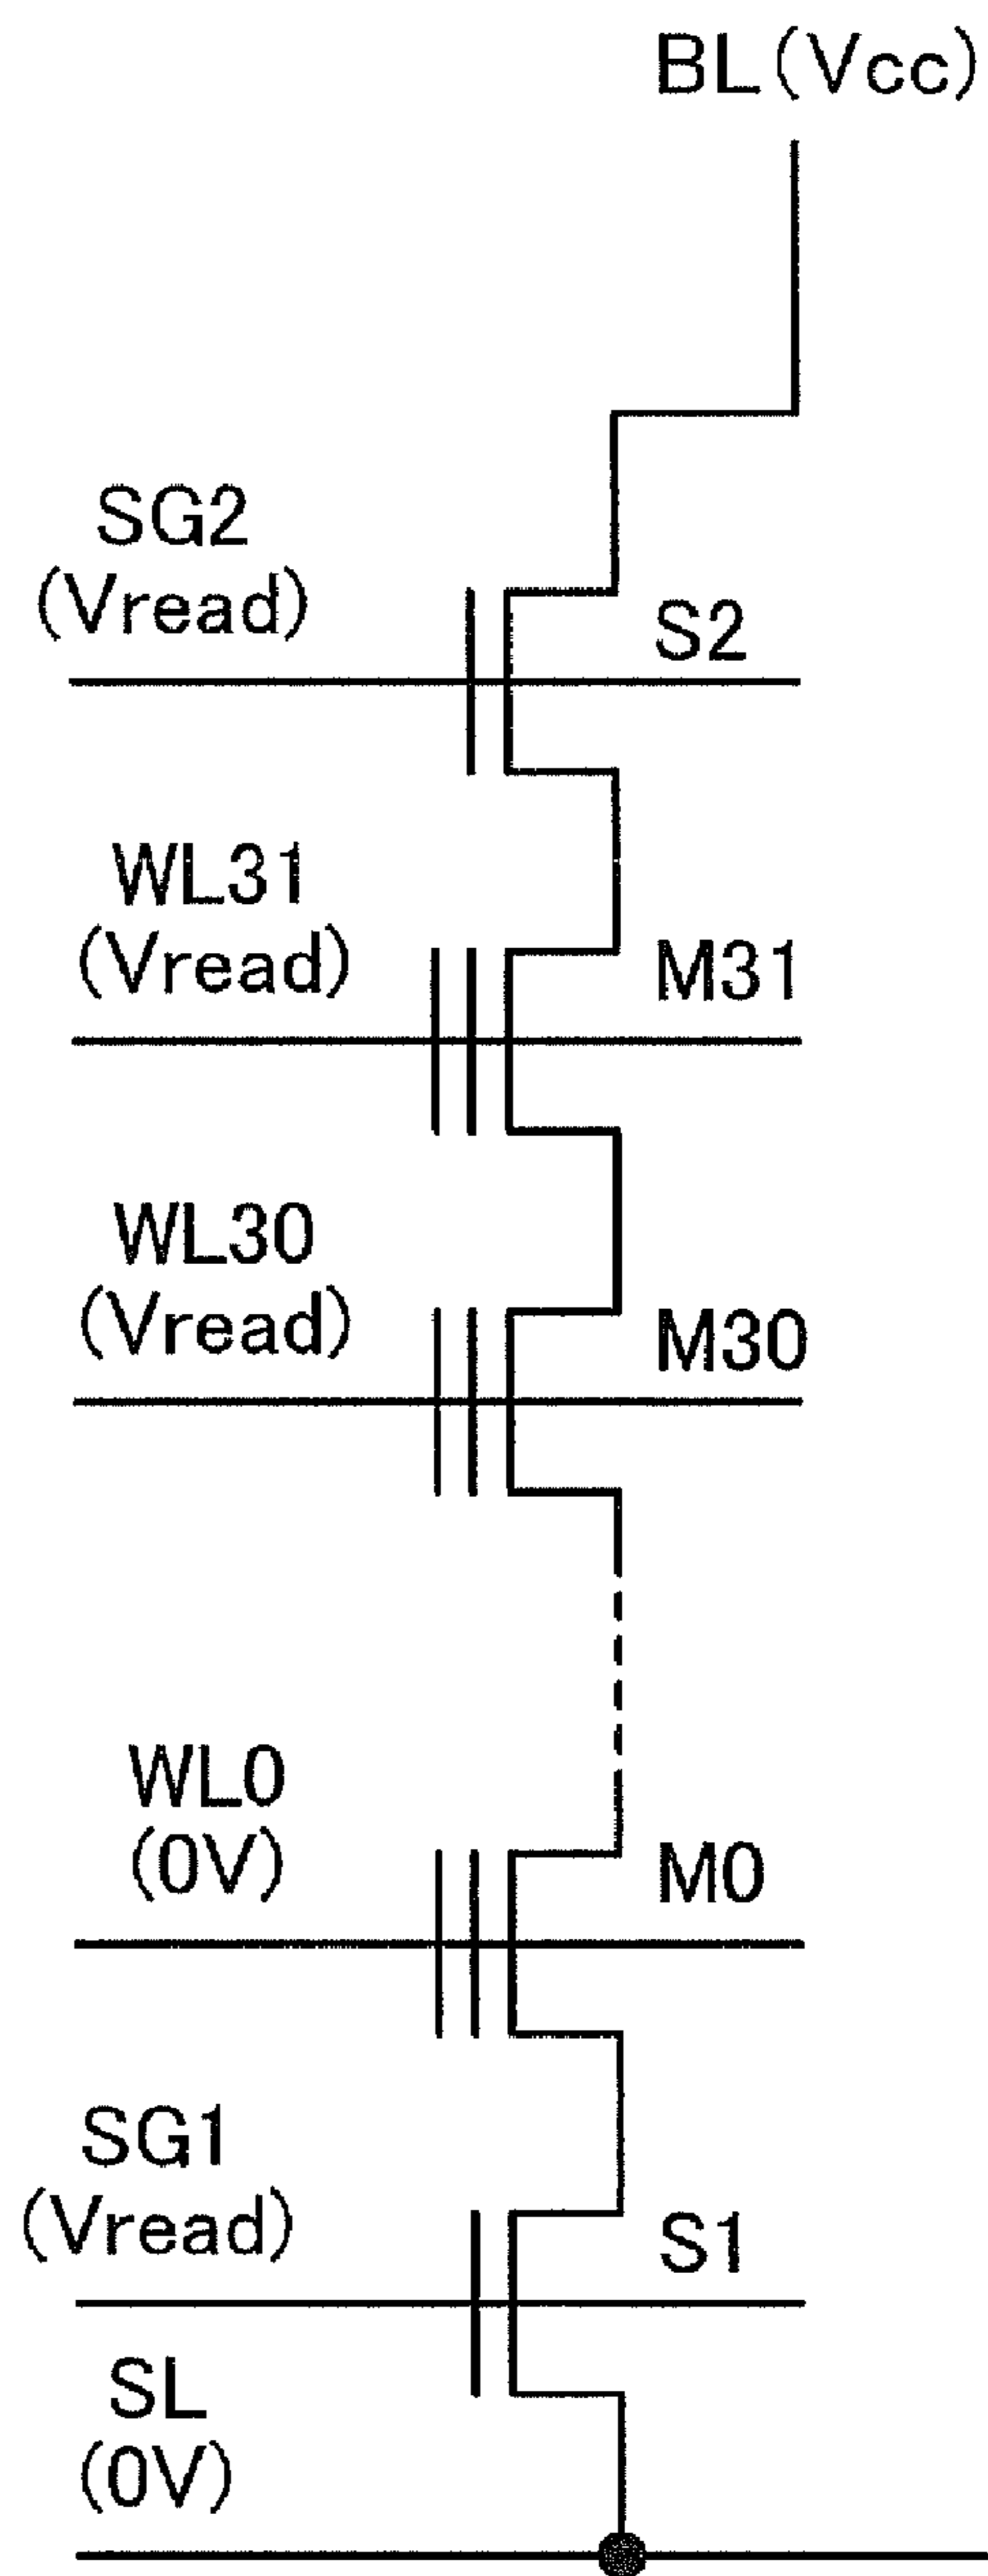 BL(Vcc)
SG2
(Vread)
S2
WL31
(Vread)
M31
WL30
(Vread)
M30
WL0
(0V)
M0
SG1
(Vread)
S1
SL
(0V)